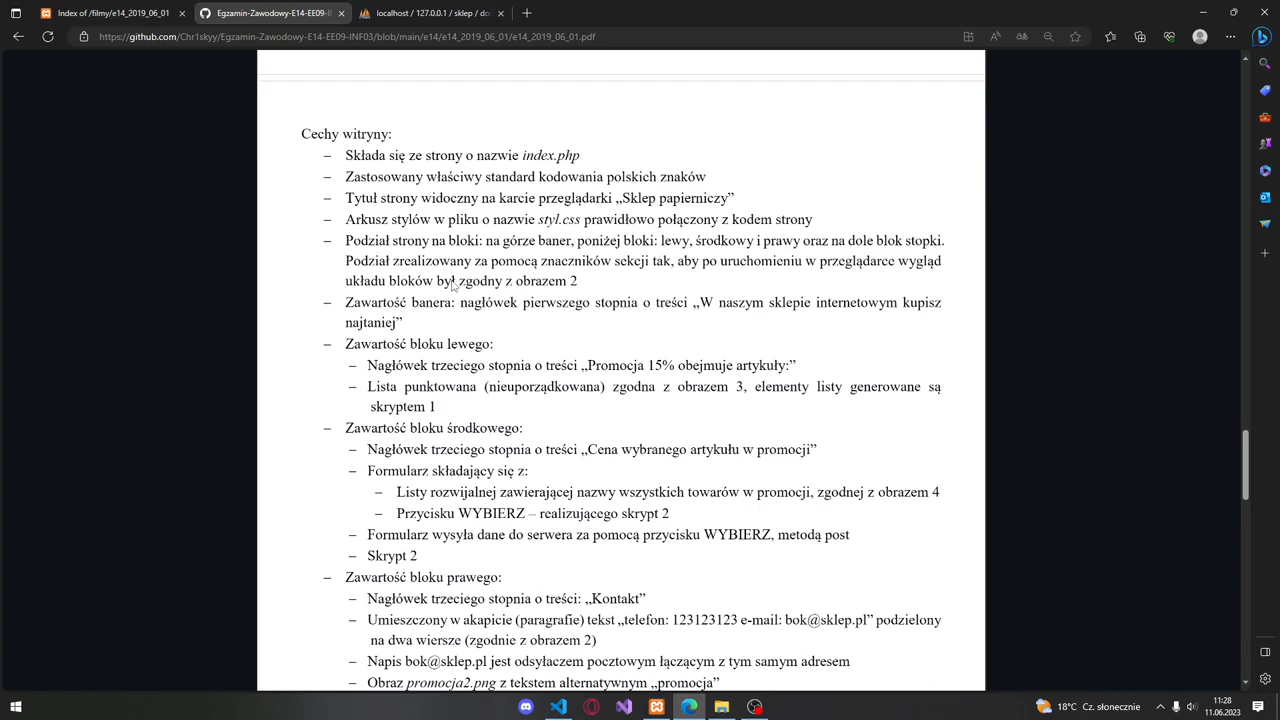 Index of /filmy/e14_2019_06_01
Egzamin-Zawodowy-E14-EE09-IN
localhost / 127.0.0.1 / sklep / do
https://github.com/Chr1skyy/Egzamin-Zawodowy-E14-EE09-INF03/blob/main/e14/e14_2019_06_01/e14_2019_06_01.pdf
Cechy witryny:
– Składa się ze strony o nazwie index.php
– Zastosowany właściwy standard kodowania polskich znaków
– Tytuł strony widoczny na karcie przeglądarki „Sklep papierniczy”
– Arkusz stylów w pliku o nazwie styl.css prawidłowo połączony z kodem strony
– Podział strony na bloki: na górze baner, poniżej bloki: lewy, środkowy i prawy oraz na dole blok stopki.
Podział zrealizowany za pomocą znaczników sekcji tak, aby po uruchomieniu w przeglądarce wygląd
układu bloków był zgodny z obrazem 2
– Zawartość banera: nagłówek pierwszego stopnia o treści „W naszym sklepie internetowym kupisz
najtaniej”
– Zawartość bloku lewego:
– Nagłówek trzeciego stopnia o treści „Promocja 15% obejmuje artykuły:”
– Lista punktowana (nieuporządkowana) zgodna z obrazem 3, elementy listy generowane są
skryptem 1
– Zawartość bloku środkowego:
– Nagłówek trzeciego stopnia o treści „Cena wybranego artykułu w promocji”
– Formularz składający się z:
– Listy rozwijalnej zawierającej nazwy wszystkich towarów w promocji, zgodnej z obrazem 4
– Przycisku WYBIERZ – realizującego skrypt 2
– Formularz wysyła dane do serwera za pomocą przycisku WYBIERZ, metodą post
– Skrypt 2
– Zawartość bloku prawego:
– Nagłówek trzeciego stopnia o treści: „Kontakt”
– Umieszczony w akapicie (paragrafie) tekst „telefon: 123123123 e-mail: bok@sklep.pl” podzielony
na dwa wiersze (zgodnie z obrazem 2)
– Napis bok@sklep.pl jest odsyłaczem pocztowym łączącym z tym samym adresem
– Obraz promocja2.png z tekstem alternatywnym „promocja”
18°C Cz. słonecznie
11:28
11.06.2023